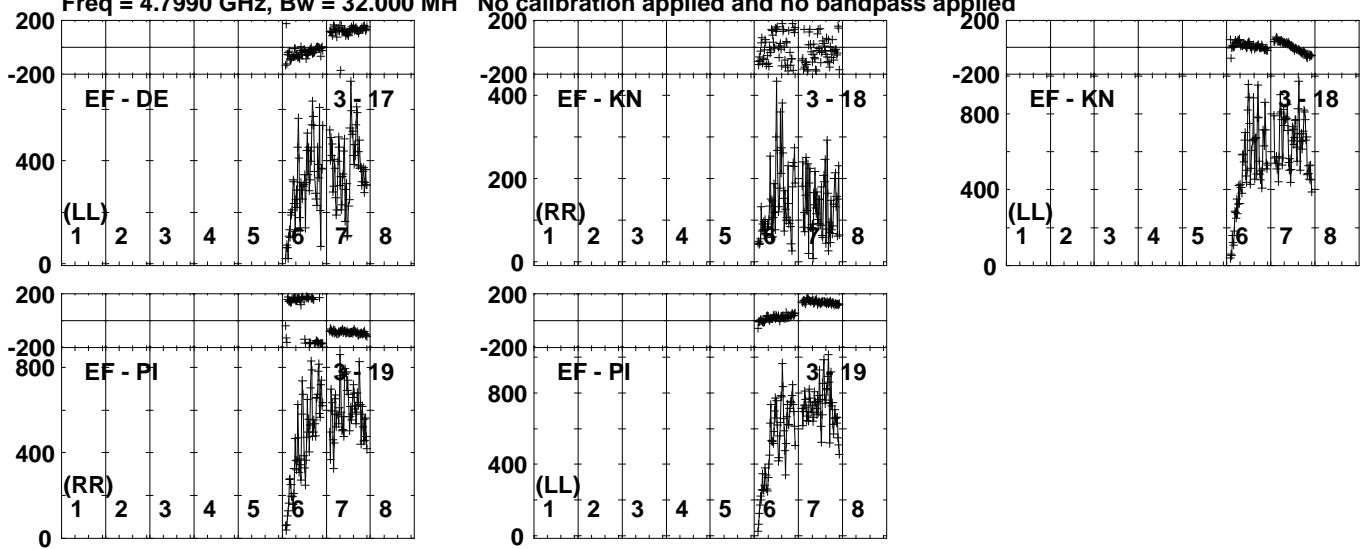 Freq = 4.7990 GHz, Bw = 32.000 MH No calibration applied and no bandpass applied
200 200 200
-200 -200 -200
EF - DE 3 - 17 EF - KN 3 - 18 EF - KN 3 - 18
400 800
400
200 400
(LL) (RR) (LL)
1 2 3 4 5 6 7 8 1 2 3 4 5 6 7 8 1 2 3 4 5 6 7 8
0 0 0
200 200
-200 -200
800
EF - PI 3 - 19 EF - PI 3 - 19
800
400 400
(RR) (LL)
1 2 3 4 5 6 7 8 1 2 3 4 5 6 7 8
0 0